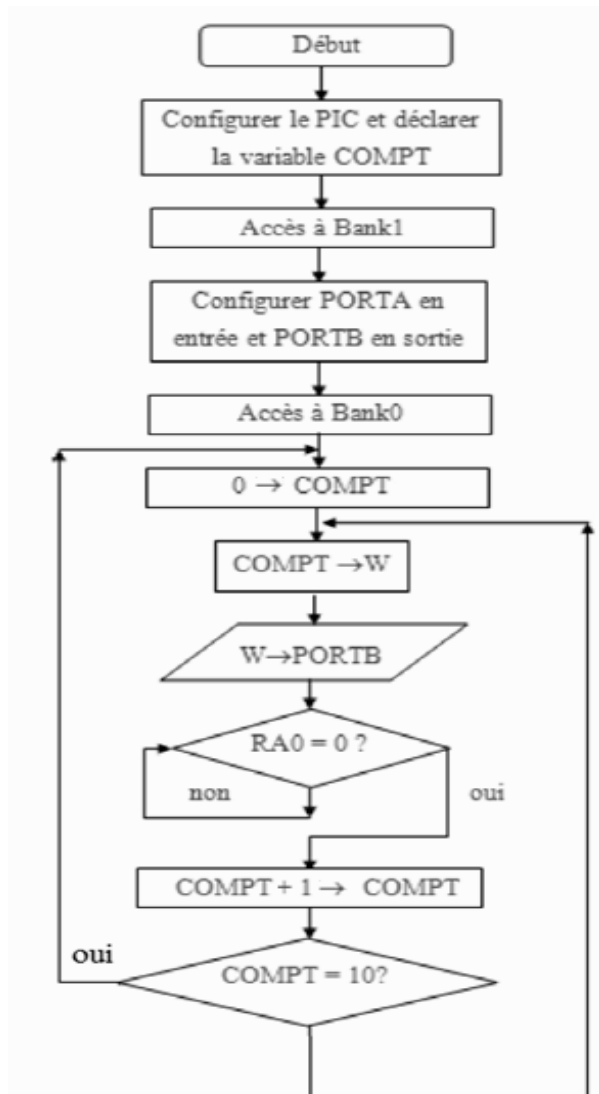 Début
Configurer le PIC et déclarer
la variable COMPT
Accès à Bank1
Configurer PORTA en
entrée et PORTB en sortie
Accès à Bank0
0 → COMPT
COMPT →W
W→PORTB
RA0 = 0 ?
non
oui
COMPT + 1 → COMPT
oui
COMPT = 10?